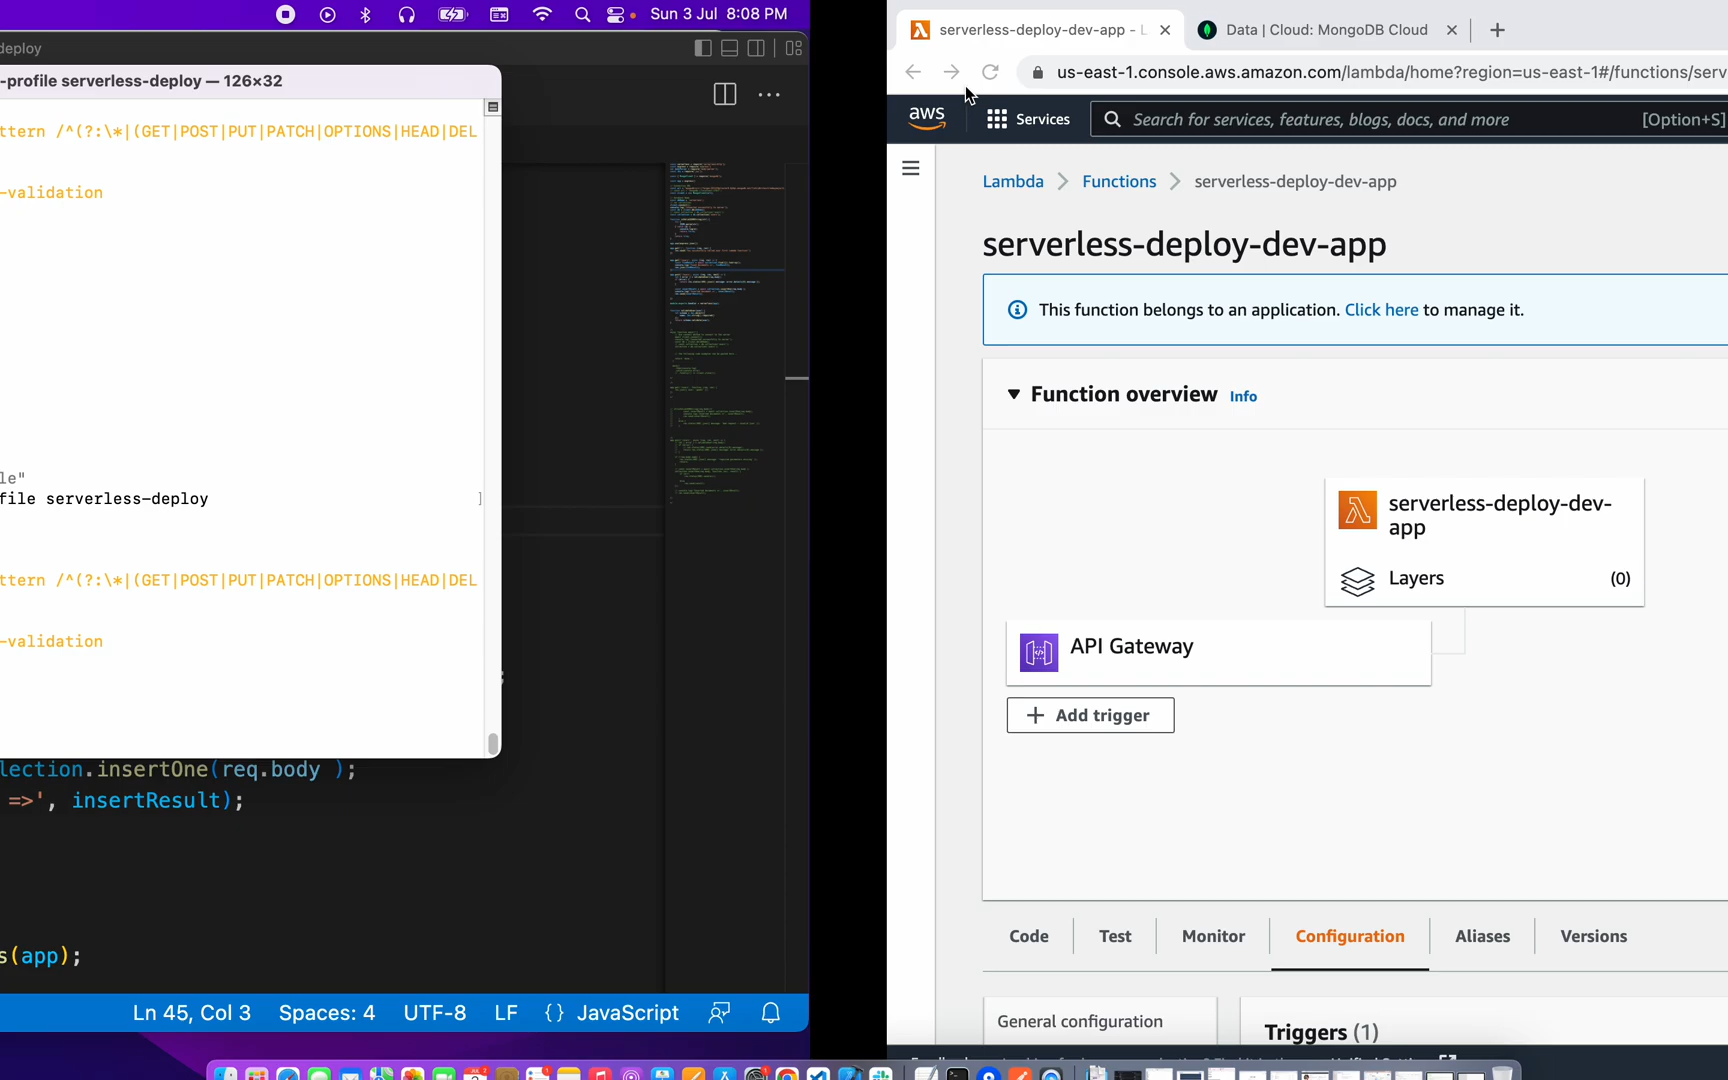 Sun 3 Jul 8:08 PM
deploy
-profile serverless-deploy — 126×32
ttern /^(?:\*|(GET|POST|PUT|PATCH|OPTIONS|HEAD|DEL
-validation
le"
file serverless-deploy
ttern /^(?:\*|(GET|POST|PUT|PATCH|OPTIONS|HEAD|DEL
-validation
lection.insertOne(req.body );
=>', insertResult);
s(app);
Ln 45, Col 3 Spaces: 4 UTF-8 LF {} JavaScript
serverless-deploy-dev-app - L
Data | Cloud: MongoDB Cloud
us-east-1.console.aws.amazon.com/lambda/home?region=us-east-1#/functions/serv
aws Services Search for services, features, blogs, docs, and more [Option+S]
Lambda > Functions > serverless-deploy-dev-app
serverless-deploy-dev-app
This function belongs to an application. Click here to manage it.
Function overview Info
serverless-deploy-dev-
app
Layers (0)
API Gateway
+ Add trigger
Code Test Monitor Configuration Aliases Versions
General configuration
Triggers (1)